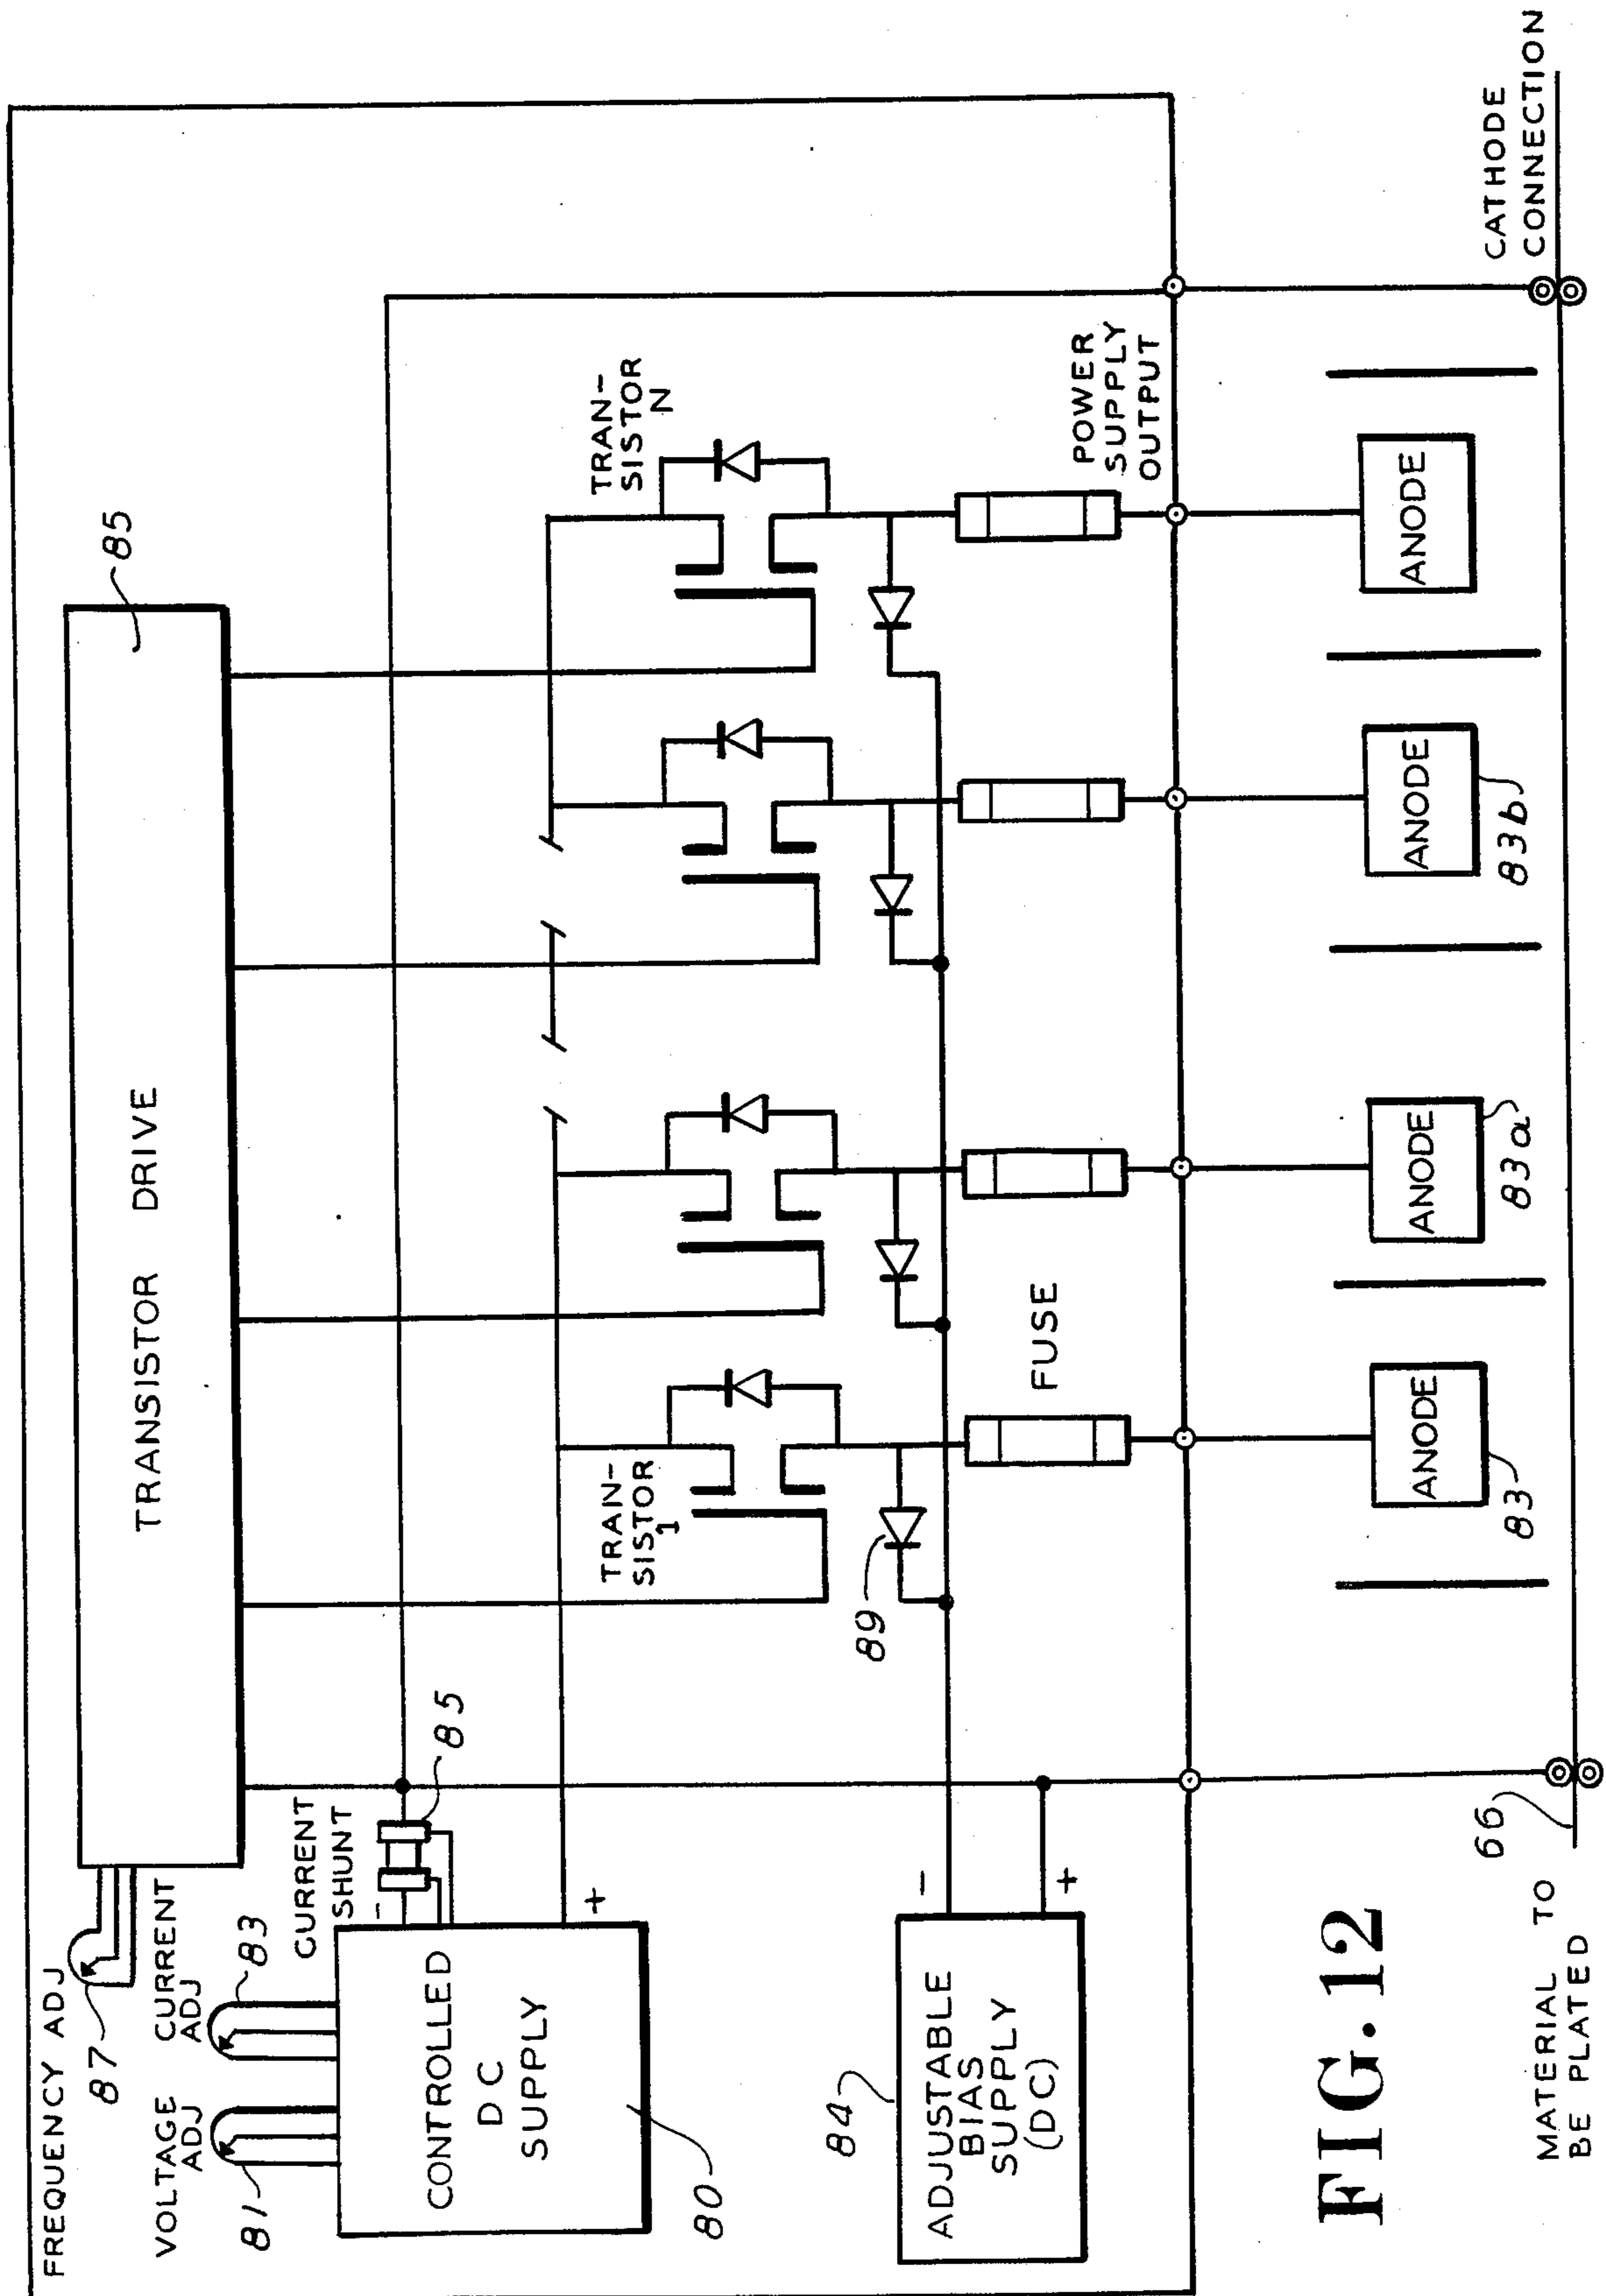 FREQUENCY ADJ
87
VOLTAGE
ADJ
81
CURRENT
ADJ
83
TRANSISTOR DRIVE
85
CONTROLLED
DC
SUPPLY
80
CURRENT
SHUNT
-
+
85
TRAN-
SISTOR
1
TRAN-
SISTOR
N
89
FUSE
POWER
SUPPLY
OUTPUT
84
ADJUSTABLE
BIAS
SUPPLY
(DC)
-
+
ANODE
83
ANODE
83a
ANODE
83b
ANODE
CATHODE
CONNECTION
66
MATERIAL TO
BE PLATED
FIG. 12